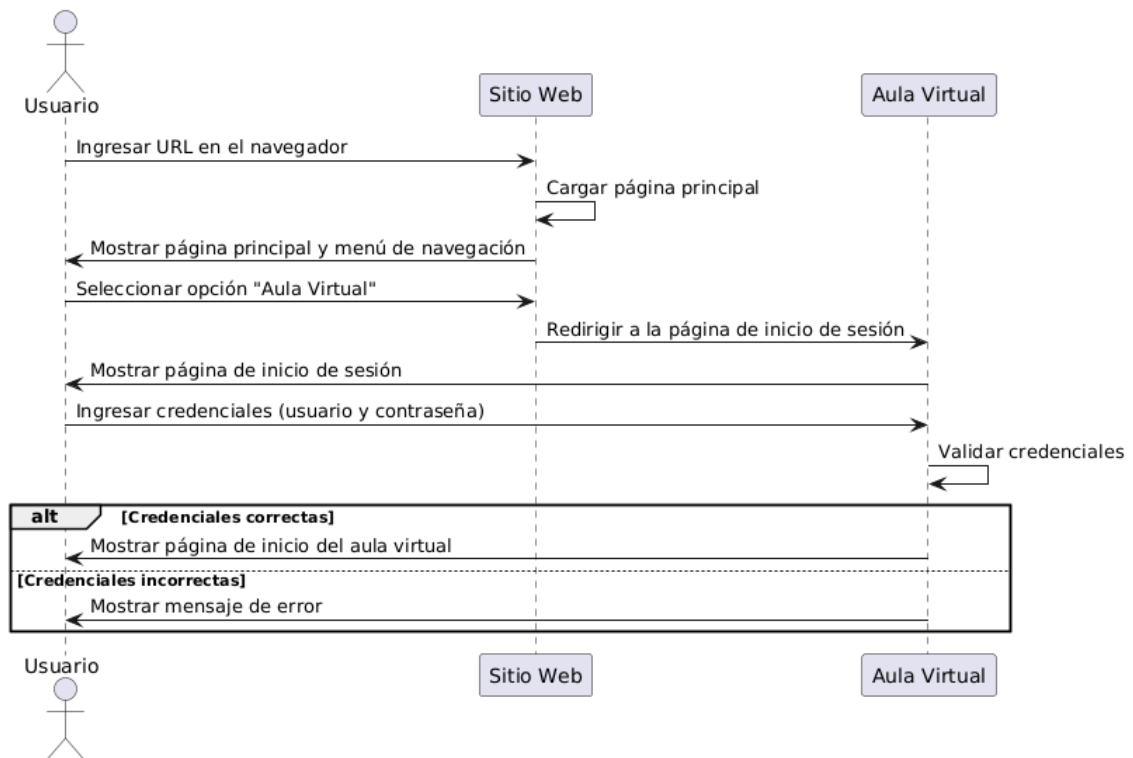 Usuario
Sitio Web
Aula Virtual
Ingresar URL en el navegador
Cargar página principal
Mostrar página principal y menú de navegación
Seleccionar opción "Aula Virtual"
Redirigir a la página de inicio de sesión
Mostrar página de inicio de sesión
Ingresar credenciales (usuario y contraseña)
Validar credenciales
alt
[Credenciales correctas]
Mostrar página de inicio del aula virtual
[Credenciales incorrectas]
Mostrar mensaje de error
Usuario
Sitio Web
Aula Virtual